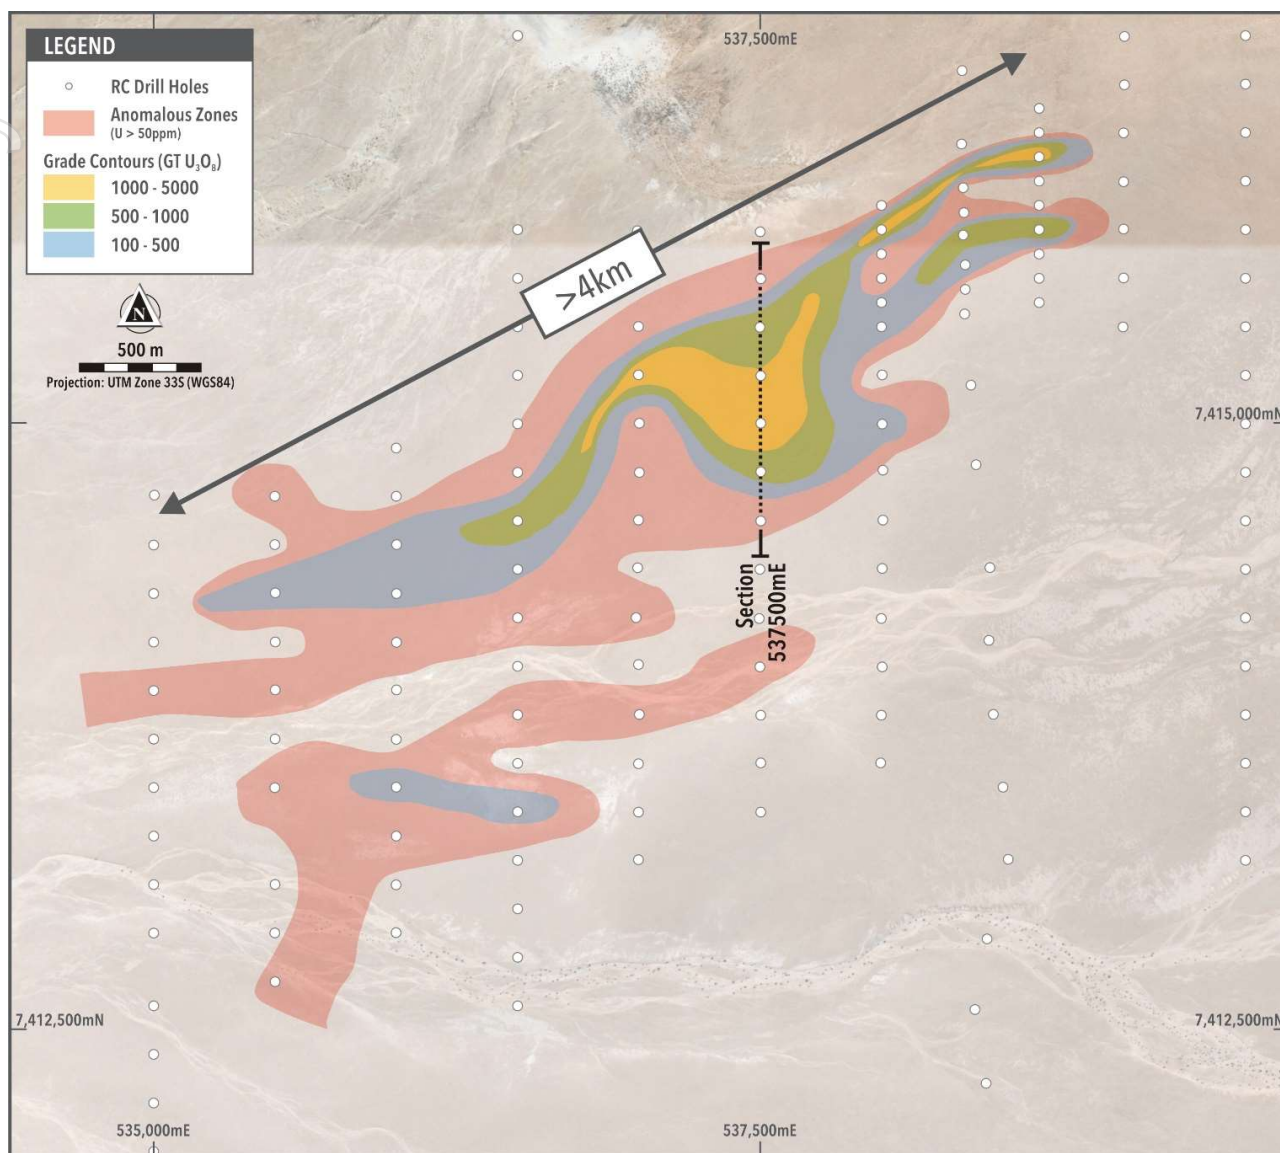 LEGEND
RC Drill Holes
Anomalous Zones
(U > 50ppm)
Grade Contours (GT U₃O₈)
1000 - 5000
500 - 1000
100 - 500
N
500 m
Projection: UTM Zone 33S (WGS84)
537,500mE
>4km
7,415,000mN
Section
537500mE
7,412,500mN
7,412,500mN
535,000mE
537,500mE